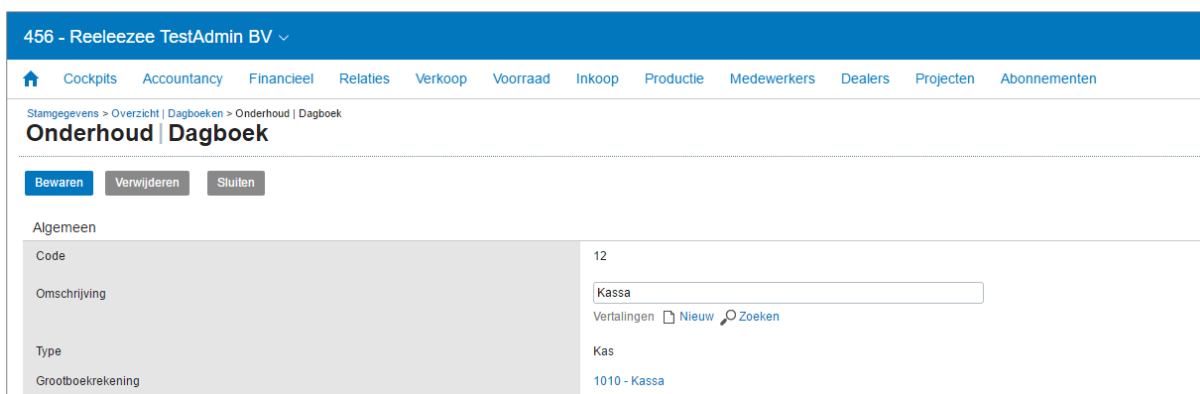 456 - Reeleezee TestAdmin BV
Cockpits Accountancy Financieel Relaties Verkoop Voorraad Inkoop Productie Medewerkers Dealers Projecten Abonnementen
Stamgegevens > Overzicht | Dagboeken > Onderhoud | Dagboek
Onderhoud | Dagboek
Bewaren Verwijderen Sluiten
Algemeen
Code 12
Omschrijving Kassa
Vertalingen Nieuw Zoeken
Type Kas
Grootboekrekening 1010 - Kassa